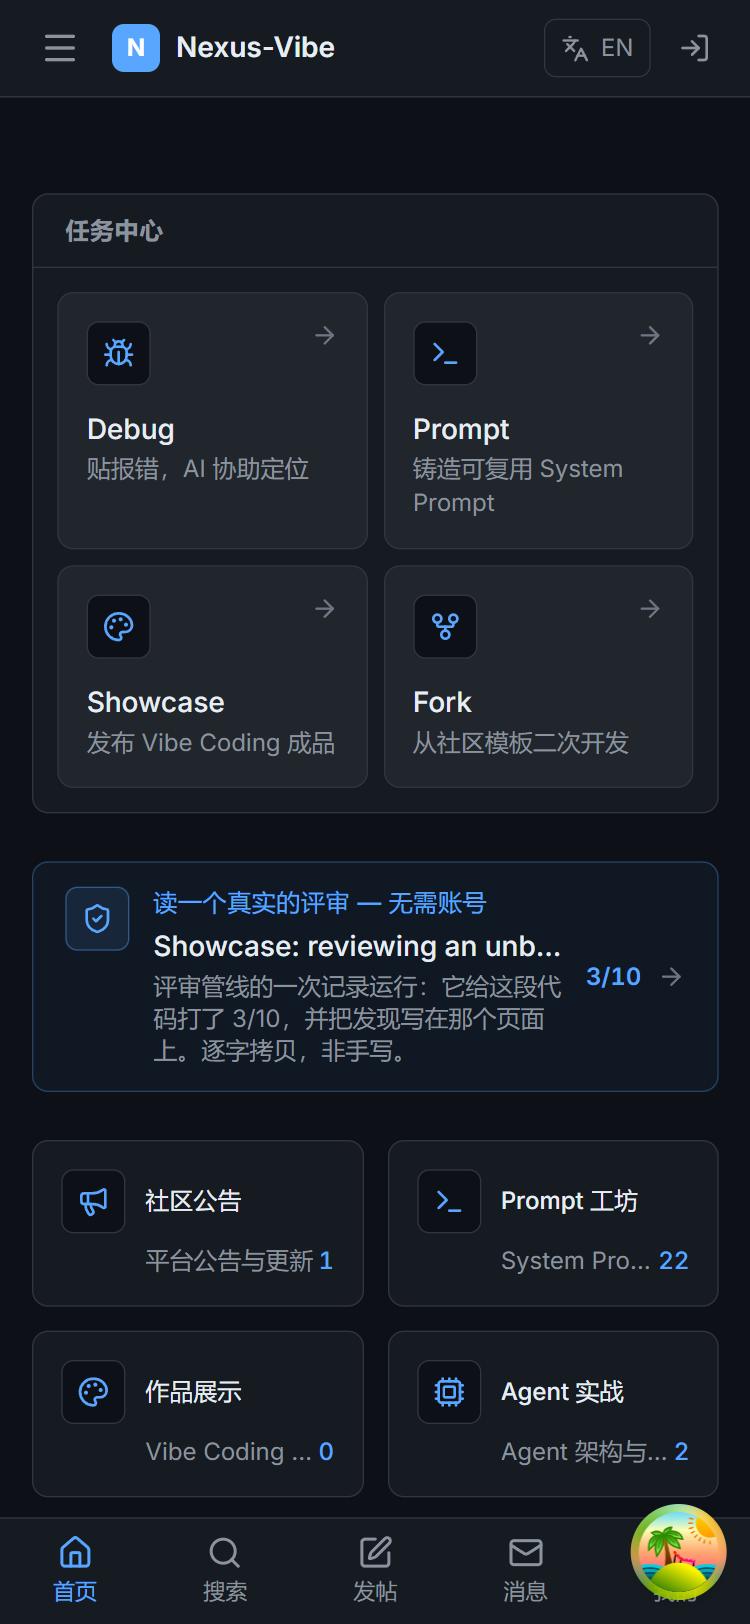 N Nexus-Vibe EN
任务中心
Debug
贴报错，AI 协助定位
Prompt
铸造可复用 System
Prompt
Showcase
发布 Vibe Coding 成品
Fork
从社区模板二次开发
读一个真实的评审 — 无需账号
Showcase: reviewing an unb...
3/10
评审管线的一次记录运行：它给这段代
码打了 3/10，并把发现写在那个页面
上。逐字拷贝，非手写。
社区公告
平台公告与更新 1
Prompt 工坊
System Pro... 22
作品展示
Vibe Coding ... 0
Agent 实战
Agent 架构与... 2
首页 搜索 发帖 消息